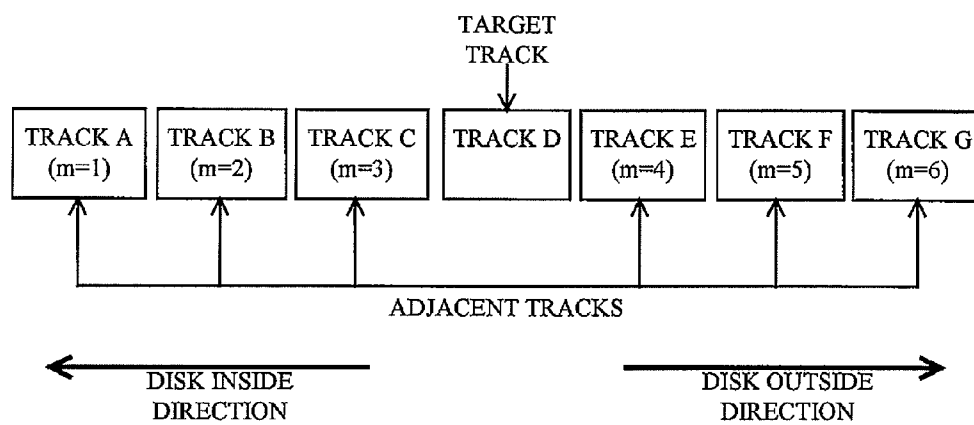 TARGET
TRACK
TRACK A TRACK B TRACK C TRACK D TRACK E TRACK F TRACK G
(m=1) (m=2) (m=3) (m=4) (m=5) (m=6)
ADJACENT TRACKS
DISK INSIDE DISK OUTSIDE
DIRECTION DIRECTION